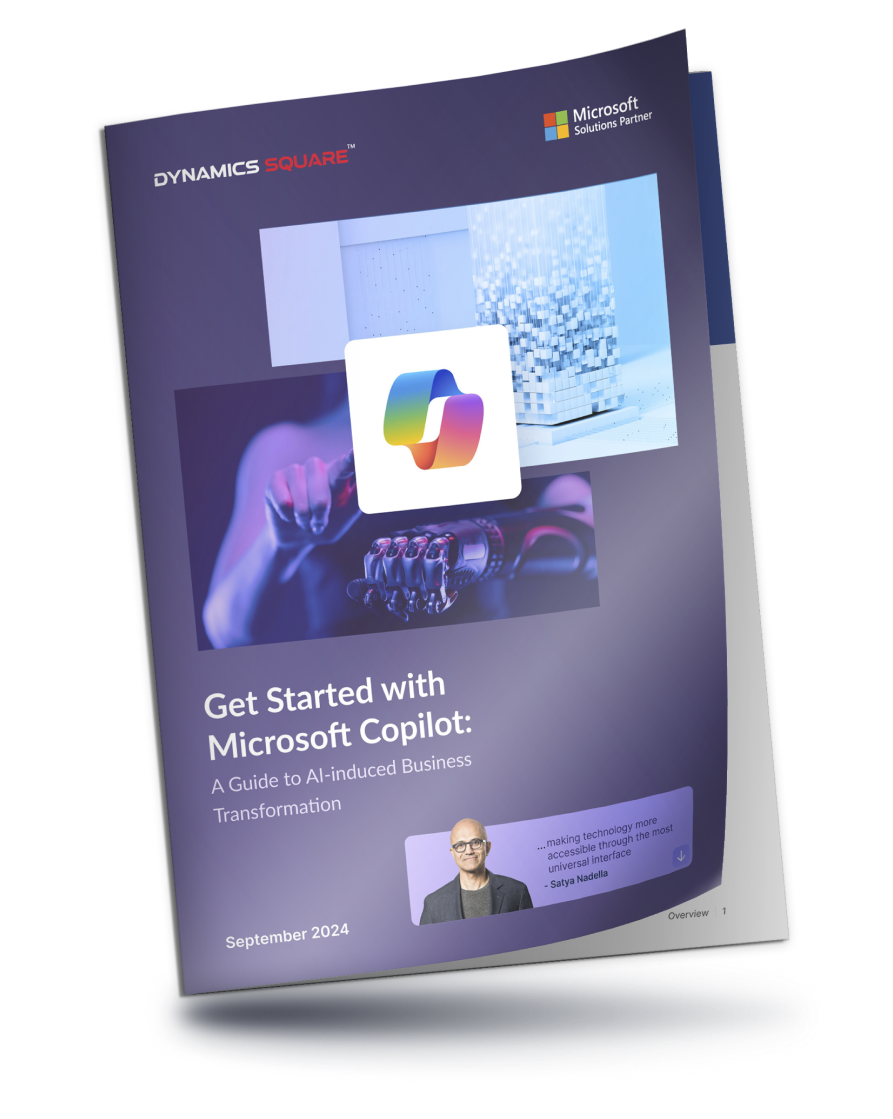 DYNAMICS SQUARE™
Microsoft
Solutions Partner
Get Started with
Microsoft Copilot:
A Guide to AI-induced Business
Transformation
...making technology more
accessible through the most
universal interface
- Satya Nadella
September 2024
Overview | 1